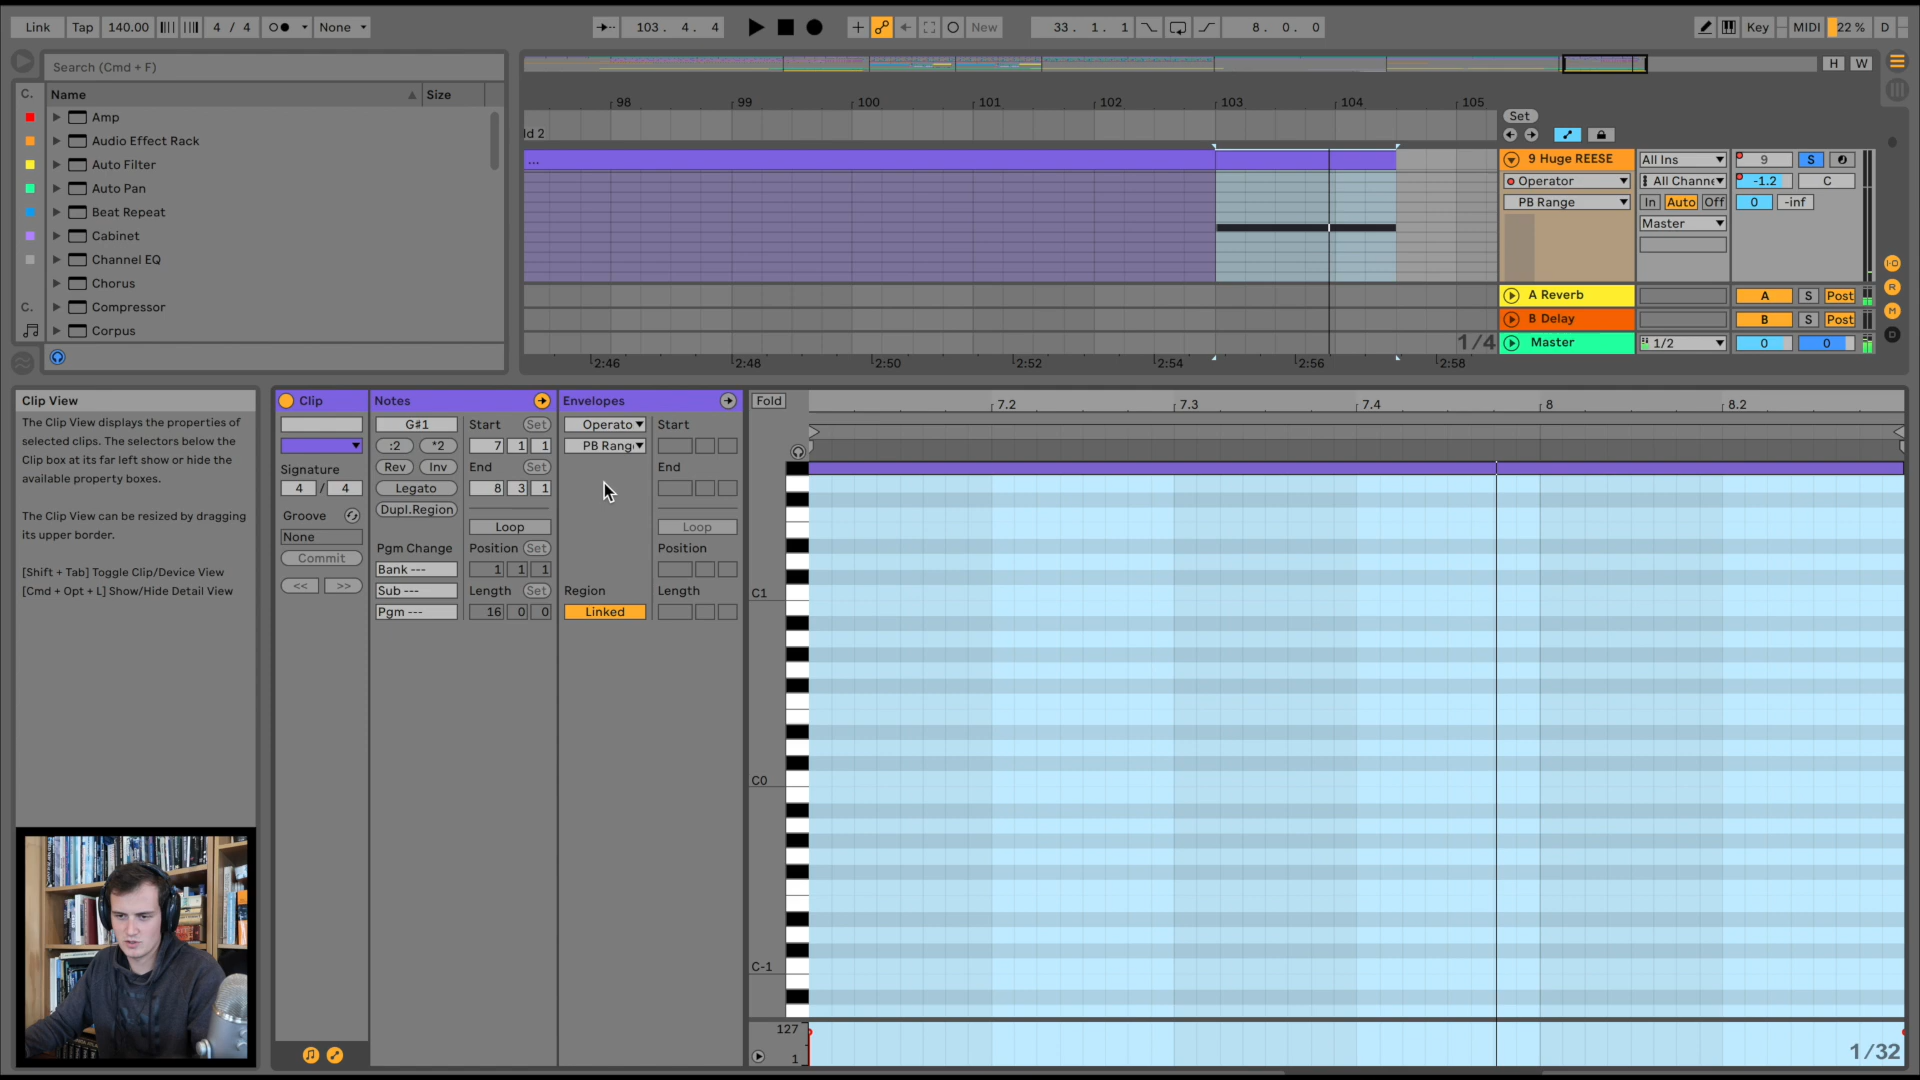 Link Tap 140.00 4 / 4 None 103. 4. 4 New 33. 1. 1 8. 0. 0 Key MIDI 22 % D
Search (Cmd + F)
H W
C. Name Size
98 99 100 101 102 103 104 105
Set
Amp
Audio Effect Rack
Auto Filter
Auto Pan
Beat Repeat
Cabinet
Channel EQ
Chorus
C. Compressor
Corpus
ld 2
...
9 Huge REESE All Ins 9 S
Operator -1.2 C
PB Range In Auto Off 0 -inf
Master
A Reverb A S Post
B Delay B S Post
1/4 Master 1/2 0 0
I·O
R
M
D
2:46 2:48 2:50 2:52 2:54 2:56 2:58
Clip View
The Clip View displays the properties of
selected clips. The selectors below the
Clip box at its far left show or hide the
available property boxes.
The Clip View can be resized by dragging
its upper border.
[Shift + Tab] Toggle Clip/Device View
[Cmd + Opt + L] Show/Hide Detail View
Clip
Signature
4 / 4
Groove
None
Commit
<< >>
Notes
G#1 Start Set
:2 *2 7 1 1
Rev Inv End Set
Legato 8 3 1
Dupl.Region
Loop
Pgm Change Position Set
Bank --- 1 1 1
Sub --- Length Set
Pgm --- 16 0 0
Envelopes
Operato Start
PB Rang
End
Loop
Position
Region Length
Linked
Fold 7.2 7.3 7.4 8 8.2
C1
C0
C-1
127
1
1/32